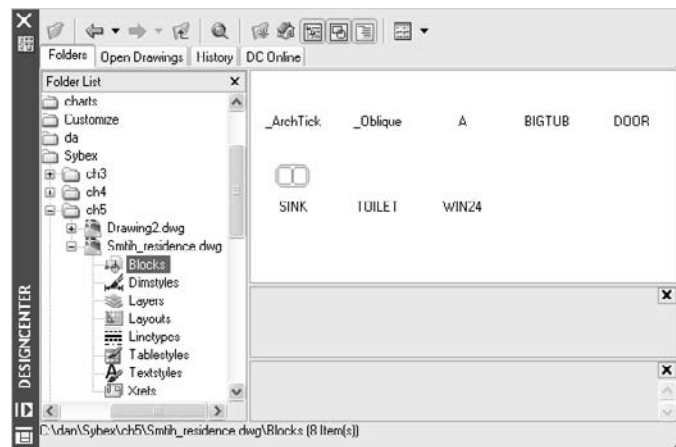 Folders Open Drawings History DC Online
Folder List
charts
Customize
da
Sybex
ch3
ch4
ch5
Drawing2.dwg
Smtih_residence.dwg
Blocks
Dimstyles
Layers
Layouts
Linetypes
Tablestyles
Textstyles
Xrefs
_ArchTick _Oblique A BIGTUB DOOR
SINK TOILET WIN24
DESIGNCENTER
C:\dan\Sybex\ch5\Smtih_residence.dwg\Blocks (8 Item(s))